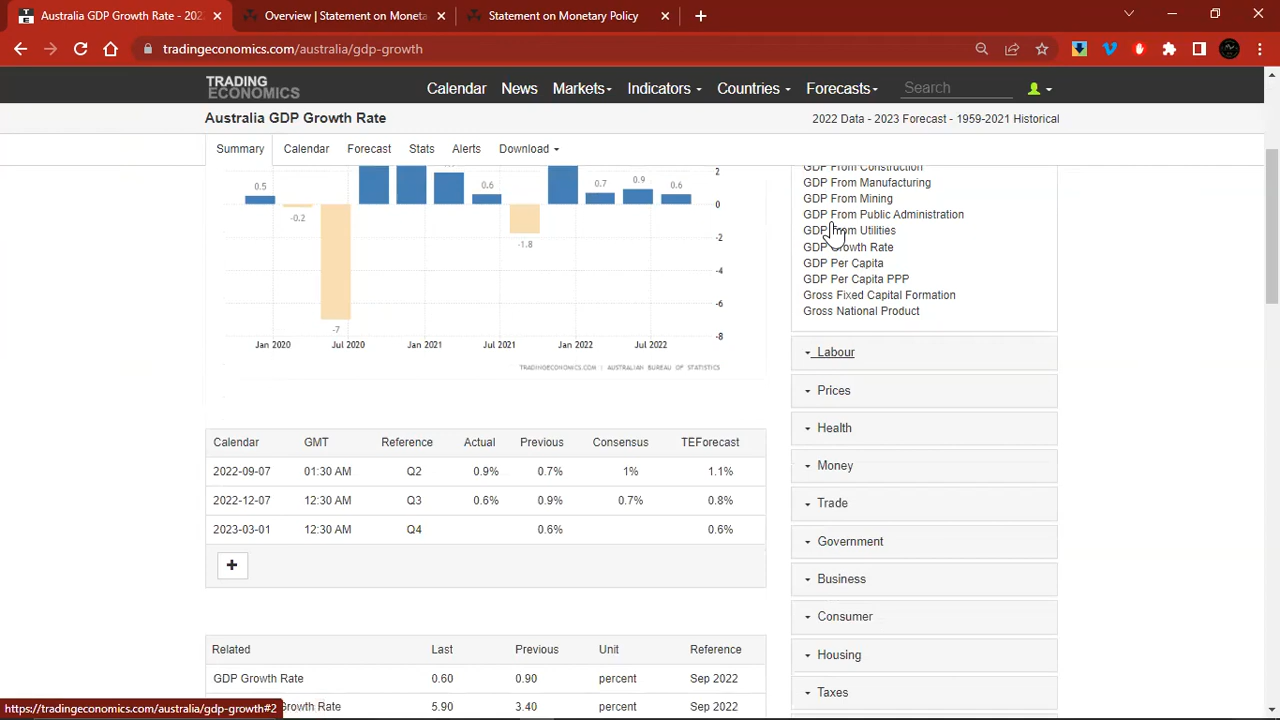 Australia GDP Growth Rate - 202
Overview | Statement on Moneta
Statement on Monetary Policy
tradingeconomics.com/australia/gdp-growth
TRADING
ECONOMICS
Calendar
News
Markets
Indicators
Countries
Forecasts
Search
Australia GDP Growth Rate
2022 Data - 2023 Forecast - 1959-2021 Historical
Summary
Calendar
Forecast
Stats
Alerts
Download
0.5
-0.2
-7
0.6
-1.8
0.7
0.9
0.6
2
0
-2
-4
-6
-8
Jan 2020
Jul 2020
Jan 2021
Jul 2021
Jan 2022
Jul 2022
TRADINGECONOMICS.COM | AUSTRALIAN BUREAU OF STATISTICS
GDP From Construction
GDP From Manufacturing
GDP From Mining
GDP From Public Administration
GDP From Utilities
GDP Growth Rate
GDP Per Capita
GDP Per Capita PPP
Gross Fixed Capital Formation
Gross National Product
Labour
Prices
Health
Money
Trade
Government
Business
Consumer
Housing
Taxes
Calendar GMT Reference Actual Previous Consensus TEForecast
2022-09-07 01:30 AM Q2 0.9% 0.7% 1% 1.1%
2022-12-07 12:30 AM Q3 0.6% 0.9% 0.7% 0.8%
2023-03-01 12:30 AM Q4 0.6% 0.6%
+
Related Last Previous Unit Reference
GDP Growth Rate 0.60 0.90 percent Sep 2022
rowth Rate 5.90 3.40 percent Sep 2022
https://tradingeconomics.com/australia/gdp-growth#2